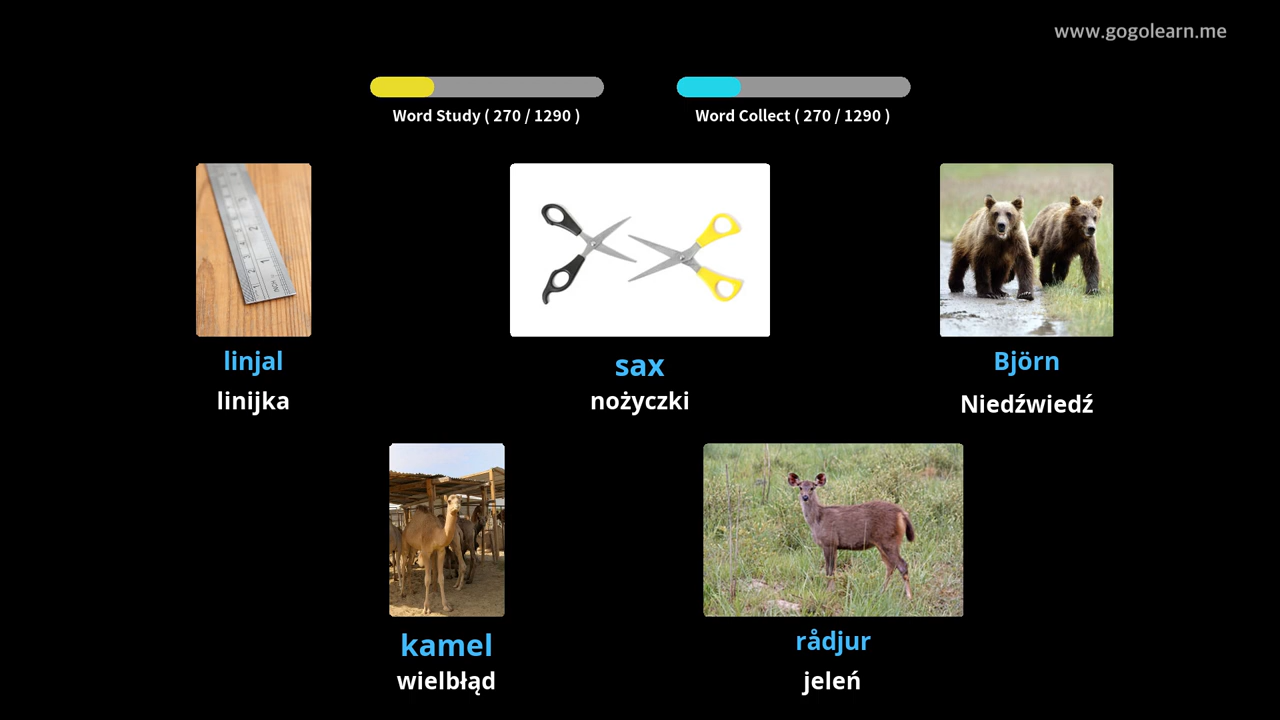 www.gogolearn.me
Word Study ( 270 / 1290 )
Word Collect ( 270 / 1290 )
linjal
linijka
sax
nożyczki
Björn
Niedźwiedź
kamel
wielbłąd
rådjur
jeleń